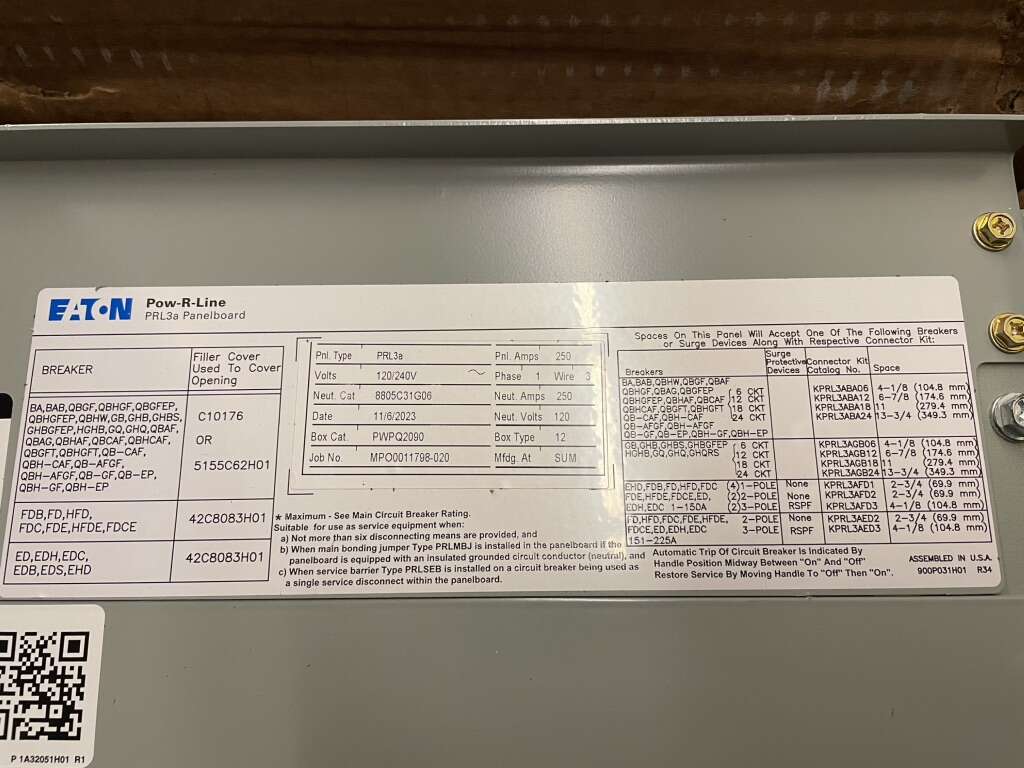 EATON Pow-R-Line
PRL3a Panelboard
BREAKER
Filler Cover
Used To Cover
Opening
BA,BAB,QBGF,QBHGF,QBGFEP,
QBHGFEP,QBHW,GB,GHB,GHBS,
GHBGFEP,HGHB,GQ,GHQ,QBAF,
QBAG,QBHAF,QBCAF,QBHCAF,
QBGFT,QBHGFT,QB-CAF,
QBH-CAF,QB-AFGF,
QBH-AFGF,QB-GF,QB-EP,
QBH-GF,QBH-EP
C10176
OR
5155C62H01
FDB,FD,HFD,
FDC,FDE,HFDE,FDCE
42C8083H01
ED,EDH,EDC,
EDB,EDS,EHD
42C8083H01
Pnl. Type PRL3a Pnl. Amps 250
Volts 120/240V ~ Phase 1 Wire 3
Neut. Cat 8805C31G06 Neut. Amps 250
Date 11/6/2023 Neut. Volts 120
Box Cat. PWPQ2090 Box Type 12
Job No. MPO0011798-020 Mfdg. At SUM
★ Maximum - See Main Circuit Breaker Rating.
Suitable for use as service equipment when:
a) Not more than six disconnecting means are provided, and
b) When main bonding jumper Type PRLMBJ is installed in the panelboard if the
panelboard is equipped with an insulated grounded circuit conductor (neutral), and
c) When service barrier Type PRLSEB is installed on a circuit breaker being used as
a single service disconnect within the panelboard.
Spaces On This Panel Will Accept One Of The Following Breakers
or Surge Devices Along With Respective Connector Kit:
Breakers
Surge
Protective
Devices
Connector Kit
Catalog No.
Space
BA,BAB,QBHW,QBGF,QBAF
QBHGF,QBAG,QBGFEP 6 CKT KPRL3ABA06 4-1/8 (104.8 mm)
QBHGFEP,QBHAF,QBCAF 12 CKT KPRL3ABA12 6-7/8 (174.6 mm)
QBHCAF,QBGFT,QBHGFT 18 CKT KPRL3ABA18 11 (279.4 mm)
QB-CAF,QBH-CAF 24 CKT KPRL3ABA24 13-3/4 (349.3 mm)
QB-AFGF,QBH-AFGF
QB-GF,QB-EP,QBH-GF,QBH-EP
GB,GHB,GHBS,GHBGFEP 6 CKT KPRL3AGB06 4-1/8 (104.8 mm)
HGHB,GQ,GHQ,GHQRS 12 CKT KPRL3AGB12 6-7/8 (174.6 mm)
18 CKT KPRL3AGB18 11 (279.4 mm)
24 CKT KPRL3AGB24 13-3/4 (349.3 mm)
EHD,FDB,FD,HFD,FDC (4)1-POLE None KPRL3AFD1 2-3/4 (69.9 mm)
FDE,HFDE,FDCE,ED, (2)2-POLE None KPRL3AFD2 2-3/4 (69.9 mm)
EDH,EDC 1-150A (2)3-POLE RSPF KPRL3AFD3 4-1/8 (104.8 mm)
FD,HFD,FDC,FDE,HFDE, 2-POLE None KPRL3AED2 2-3/4 (69.9 mm)
FDCE,ED,EDH,EDC 3-POLE RSPF KPRL3AED3 4-1/8 (104.8 mm)
151-225A
Automatic Trip Of Circuit Breaker Is Indicated By
Handle Position Midway Between "On" And "Off"
Restore Service By Moving Handle To "Off" Then "On".
ASSEMBLED IN U.S.A.
900P031H01 R34
P 1A32051H01 R1